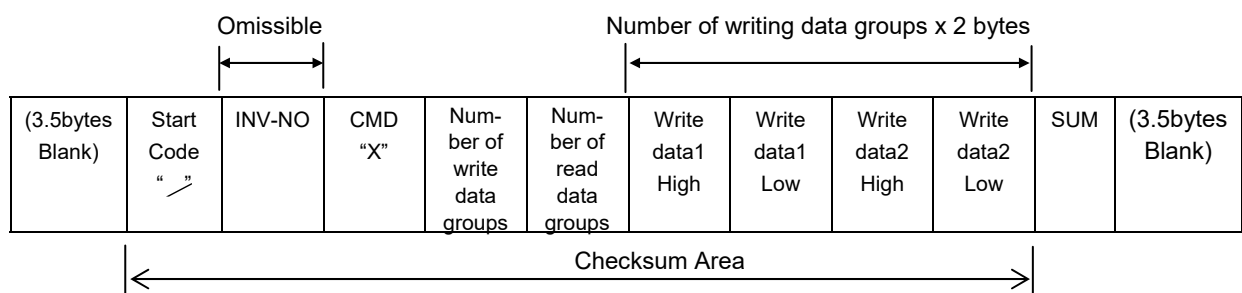 Omissible
Number of writing data groups x 2 bytes
(3.5bytes
Blank)
Start
Code
“／”
INV-NO
CMD
“X”
Num-
ber of
write
data
groups
Num-
ber of
read
data
groups
Write
data1
High
Write
data1
Low
Write
data2
High
Write
data2
Low
SUM
(3.5bytes
Blank)
Checksum Area